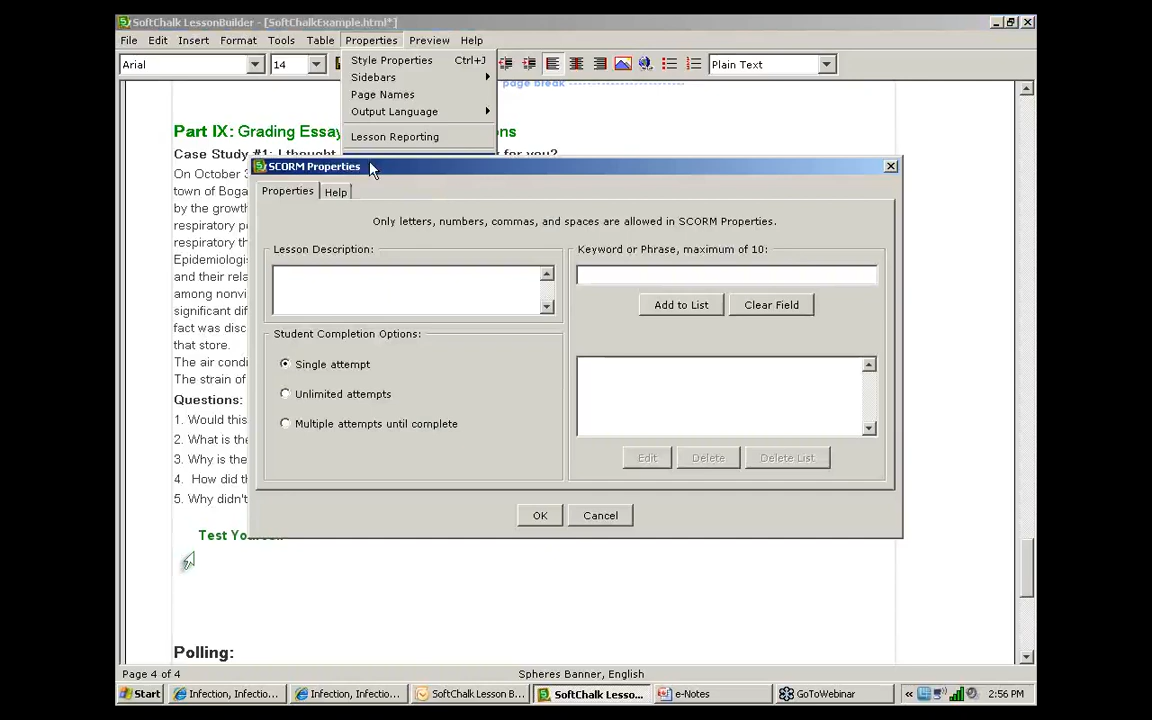 SoftChalk LessonBuilder - [SoftChalkExample.html*]
File Edit Insert Format Tools Table Properties Preview Help
Arial 14 Plain Text
Style Properties Ctrl+J
Sidebars
Page Names
Output Language
Lesson Reporting
page break
Part IX: Grading Essay ons
Case Study #1: I thought y for you?
On October 3
town of Boga
by the growth
respiratory pe
respiratory th
Epidemiologis
and their rela
among nonvi
significant dif
fact was disc
that store.
The air condi
The strain of
Questions:
1. Would this
2. What is the
3. Why is the
4. How did th
5. Why didn't
Test Yourself
Polling:
SCORM Properties
Properties Help
Only letters, numbers, commas, and spaces are allowed in SCORM Properties.
Lesson Description:
Keyword or Phrase, maximum of 10:
Add to List Clear Field
Student Completion Options:
Single attempt
Unlimited attempts
Multiple attempts until complete
Edit Delete Delete List
OK Cancel
Page 4 of 4 Spheres Banner, English
Start Infection, Infectio... Infection, Infectio... SoftChalk Lesson B... SoftChalk Lesso... e-Notes GoToWebinar « 2:56 PM